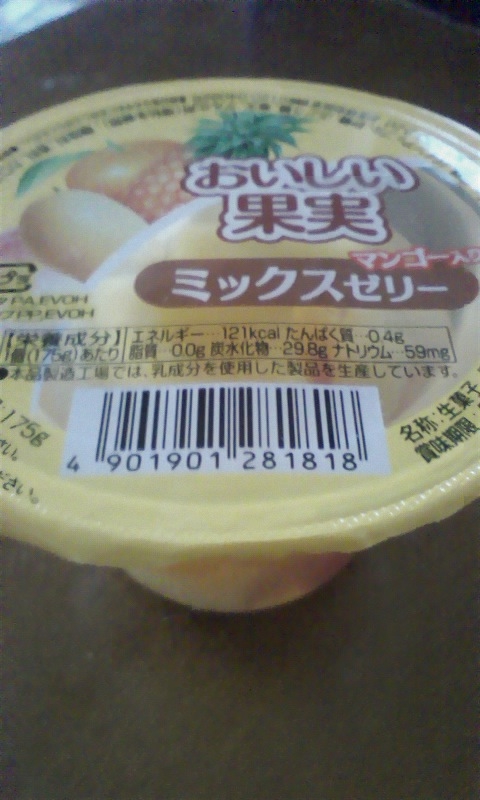 おいしい
果実
マンゴー入り
ミックスゼリー
PA,EVOH
PP,EVOH
【栄養成分】 エネルギー…121kcal たんぱく質…0.4g
1個(175g)あたり 脂質…0.0g 炭水化物…29.8g ナトリウム…59mg
●本品製造工場では、乳成分を使用した製品を生産しています。
175g
名称:生菓子
賞味期限
さい。
ださい。
4 901901 281818